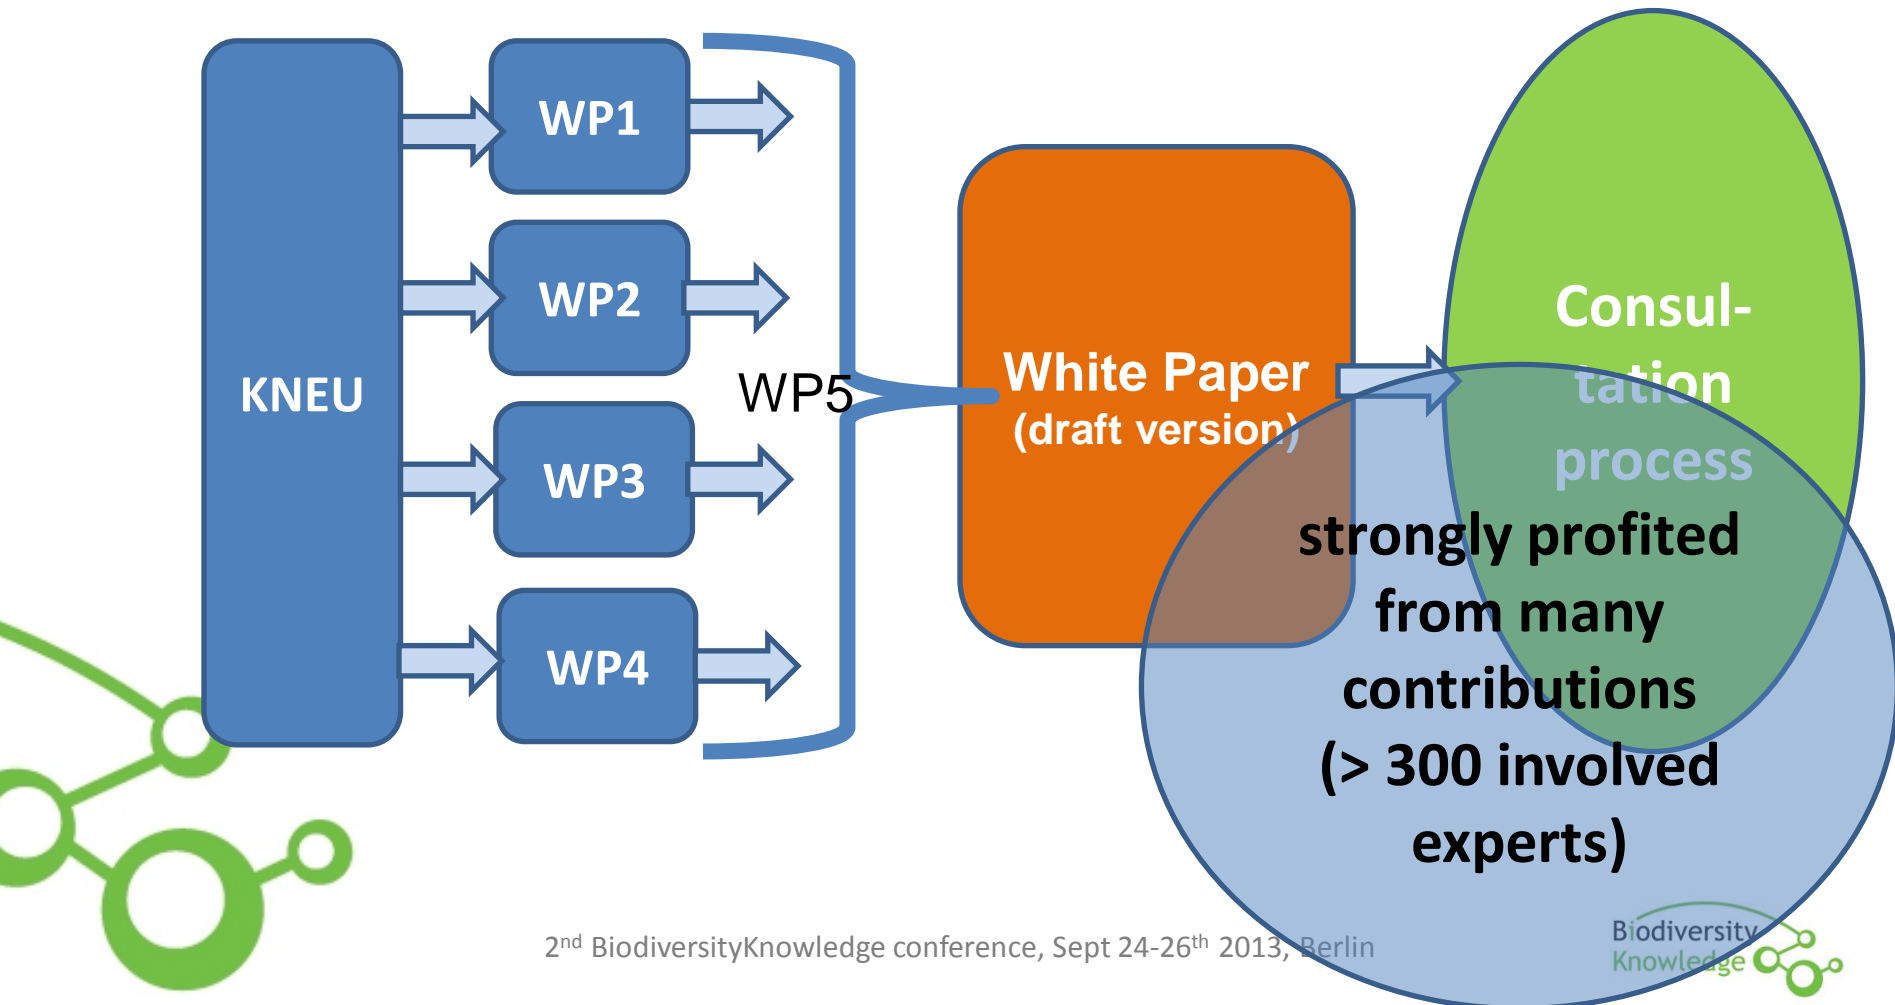 KNEU
WP1
WP2
WP3
WP4
WP5
White Paper
(draft version)
Consul-
tation
process
strongly profited
from many
contributions
(> 300 involved
experts)
2nd BiodiversityKnowledge conference, Sept 24-26th 2013, Berlin
Biodiversity
Knowledge